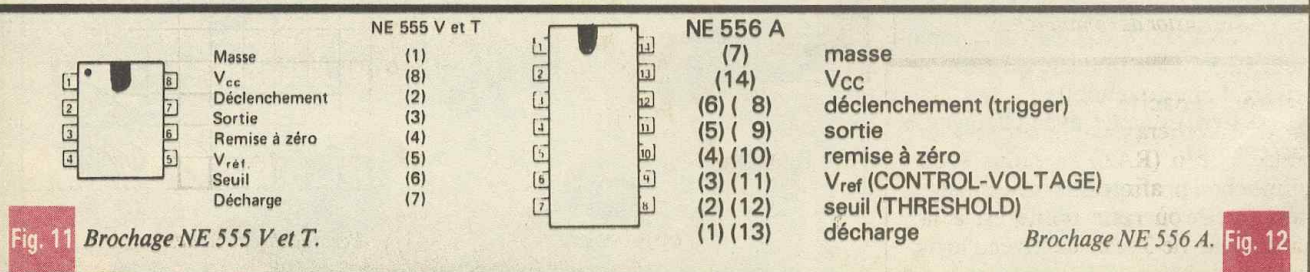 NE 555 V et T
Masse (1)
Vcc (8)
Déclenchement (2)
Sortie (3)
Remise à zéro (4)
Vréf. (5)
Seuil (6)
Décharge (7)
1 8
2 7
3 6
4 5
Fig. 11 Brochage NE 555 V et T.
NE 556 A
(7) masse
(14) Vcc
(6) ( 8) déclenchement (trigger)
(5) ( 9) sortie
(4) (10) remise à zéro
(3) (11) Vref (CONTROL-VOLTAGE)
(2) (12) seuil (THRESHOLD)
(1) (13) décharge
1 14
2 13
12
4 11
5 10
6 9
7 8
Brochage NE 556 A. Fig. 12